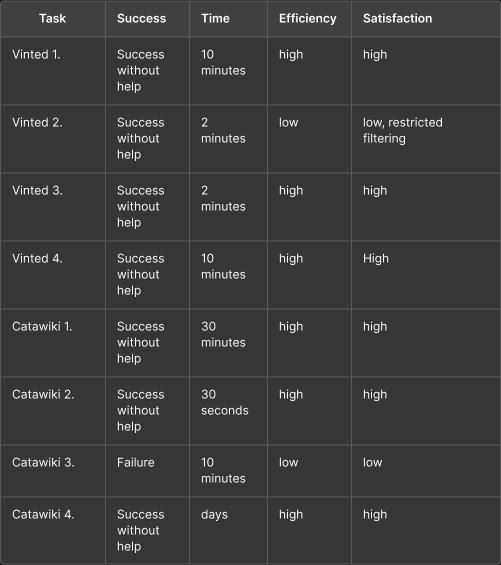 Task Success Time Efficiency Satisfaction
Vinted 1. Success without help 10 minutes high high
Vinted 2. Success without help 2 minutes low low, restricted filtering
Vinted 3. Success without help 2 minutes high high
Vinted 4. Success without help 10 minutes high High
Catawiki 1. Success without help 30 minutes high high
Catawiki 2. Success without help 30 seconds high high
Catawiki 3. Failure 10 minutes low low
Catawiki 4. Success without help days high high